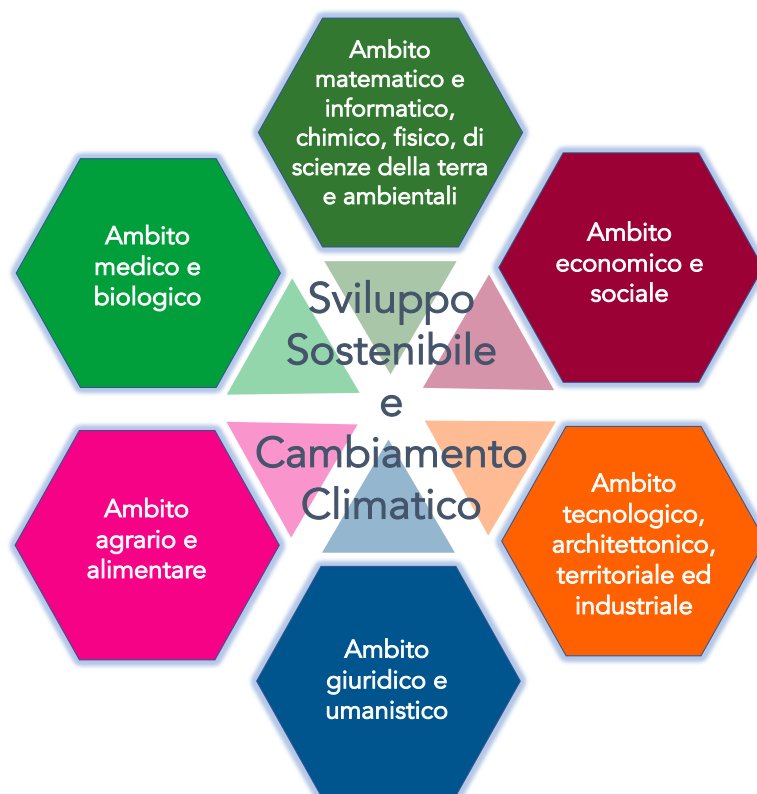 Ambito
matematico e
informatico,
chimico, fisico, di
scienze della terra
e ambientali
Ambito
economico e
sociale
Ambito
medico e
biologico
Sviluppo
Sostenibile
e
Cambiamento
Climatico
Ambito
tecnologico,
architettonico,
territoriale ed
industriale
Ambito
agrario e
alimentare
Ambito
giuridico e
umanistico